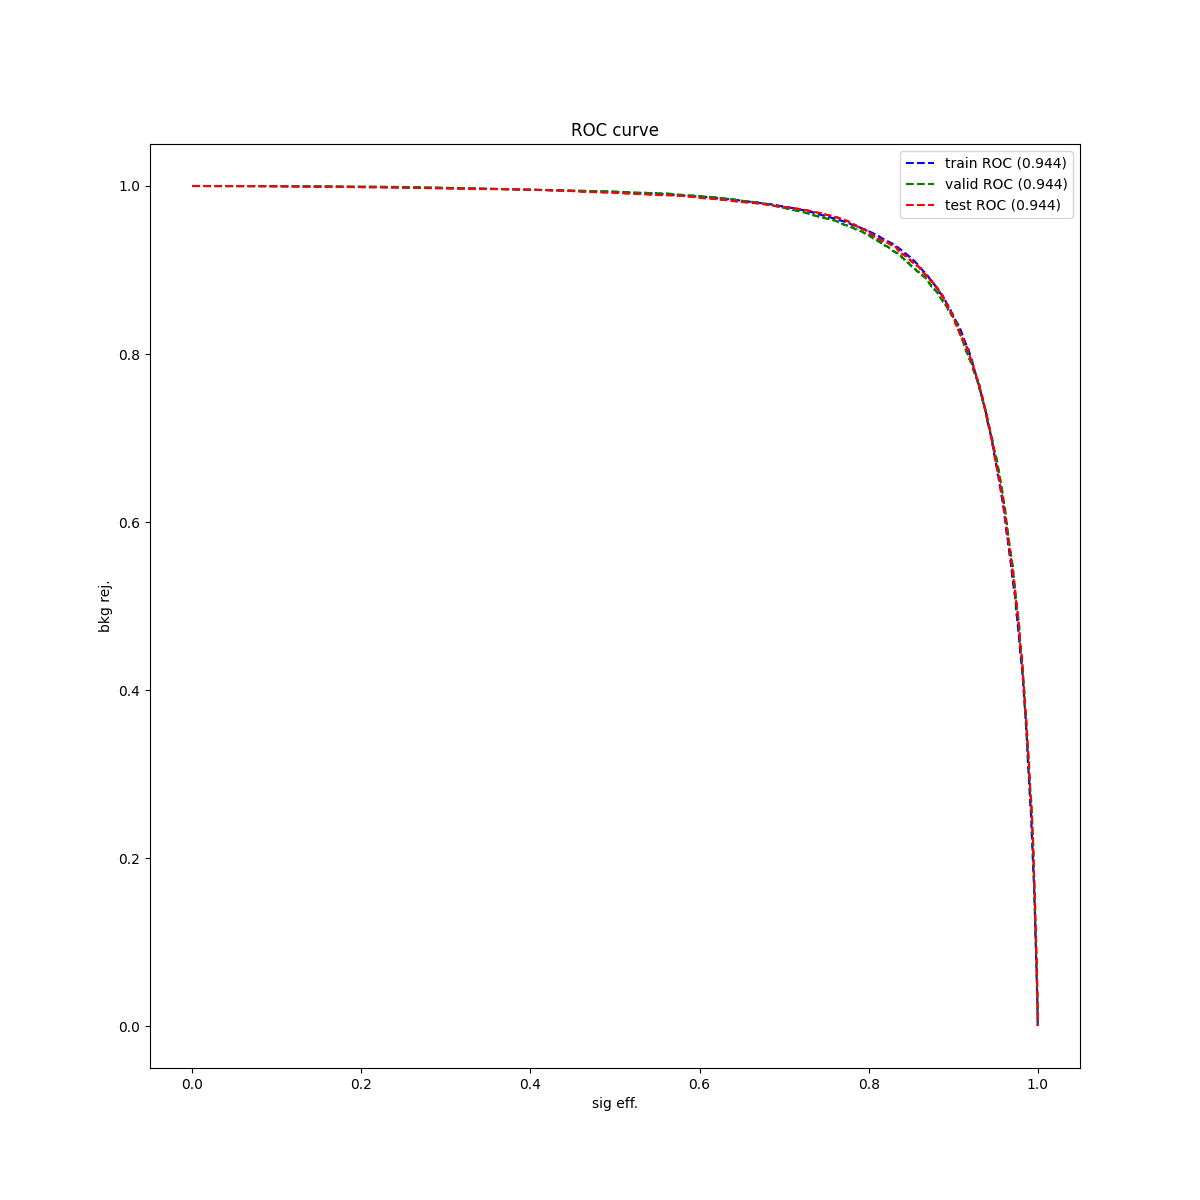 ROC curve
train ROC (0.944)
valid ROC (0.944)
test ROC (0.944)
1.0
0.8
0.6
0.4
0.2
0.0
bkg rej.
0.0 0.2 0.4 0.6 0.8 1.0
sig eff.